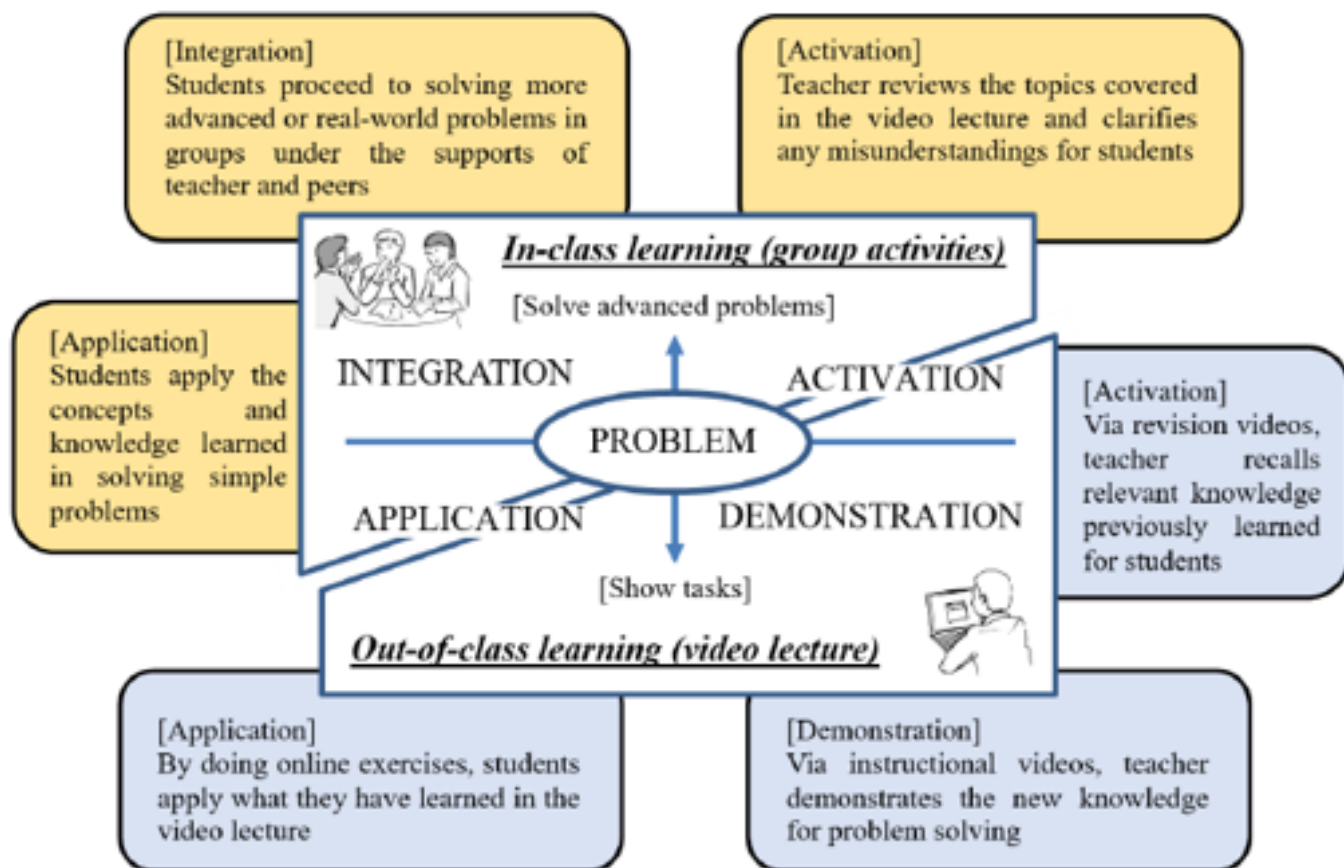 [Integration]
Students proceed to solving more
advanced or real-world problems in
groups under the supports of
teacher and peers
[Activation]
Teacher reviews the topics covered
in the video lecture and clarifies
any misunderstandings for students
In-class learning (group activities)
[Solve advanced problems]
[Application]
Students apply the
concepts and
knowledge learned
in solving simple
problems
INTEGRATION
ACTIVATION
PROBLEM
APPLICATION
DEMONSTRATION
[Activation]
Via revision videos,
teacher recalls
relevant knowledge
previously learned
for students
[Show tasks]
Out-of-class learning (video lecture)
[Application]
By doing online exercises, students
apply what they have learned in the
video lecture
[Demonstration]
Via instructional videos, teacher
demonstrates the new knowledge
for problem solving